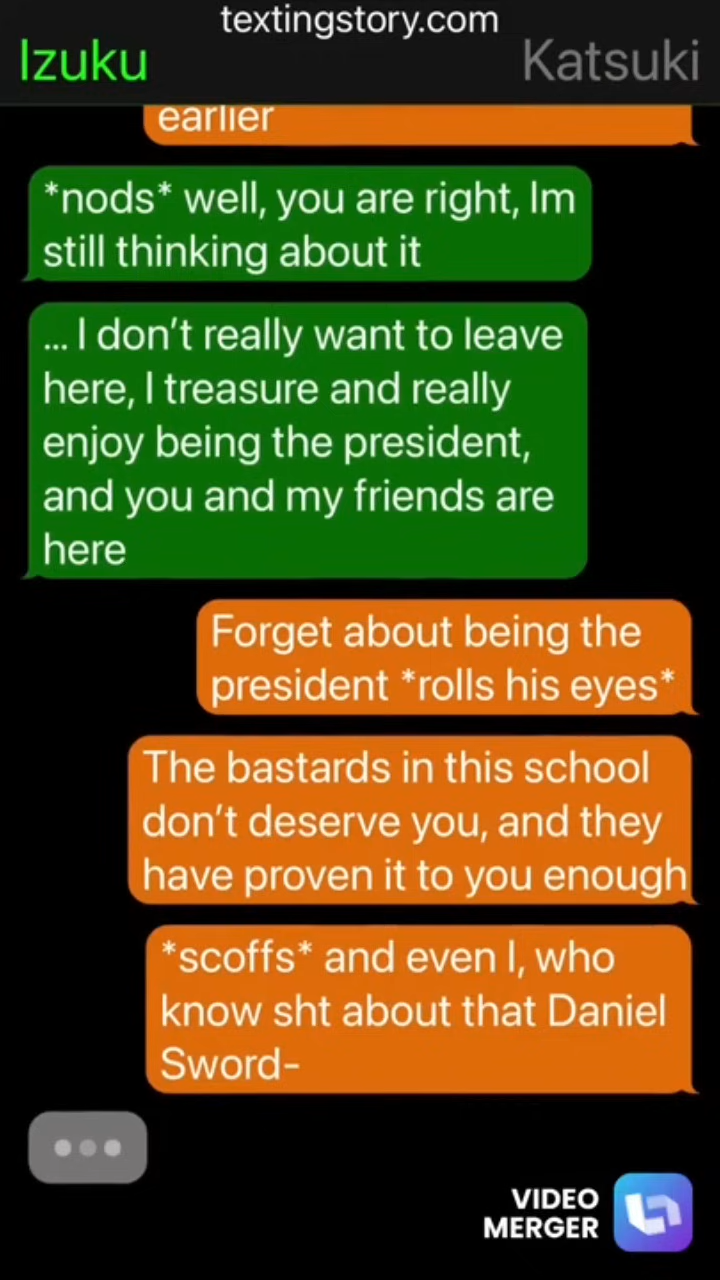 textingstory.com
Izuku
Katsuki
earlier
*nods* well, you are right, Im
still thinking about it
... I don't really want to leave
here, I treasure and really
enjoy being the president,
and you and my friends are
here
Forget about being the
president *rolls his eyes*
The bastards in this school
don't deserve you, and they
have proven it to you enough
*scoffs* and even I, who
know sht about that Daniel
Sword-
VIDEO
MERGER